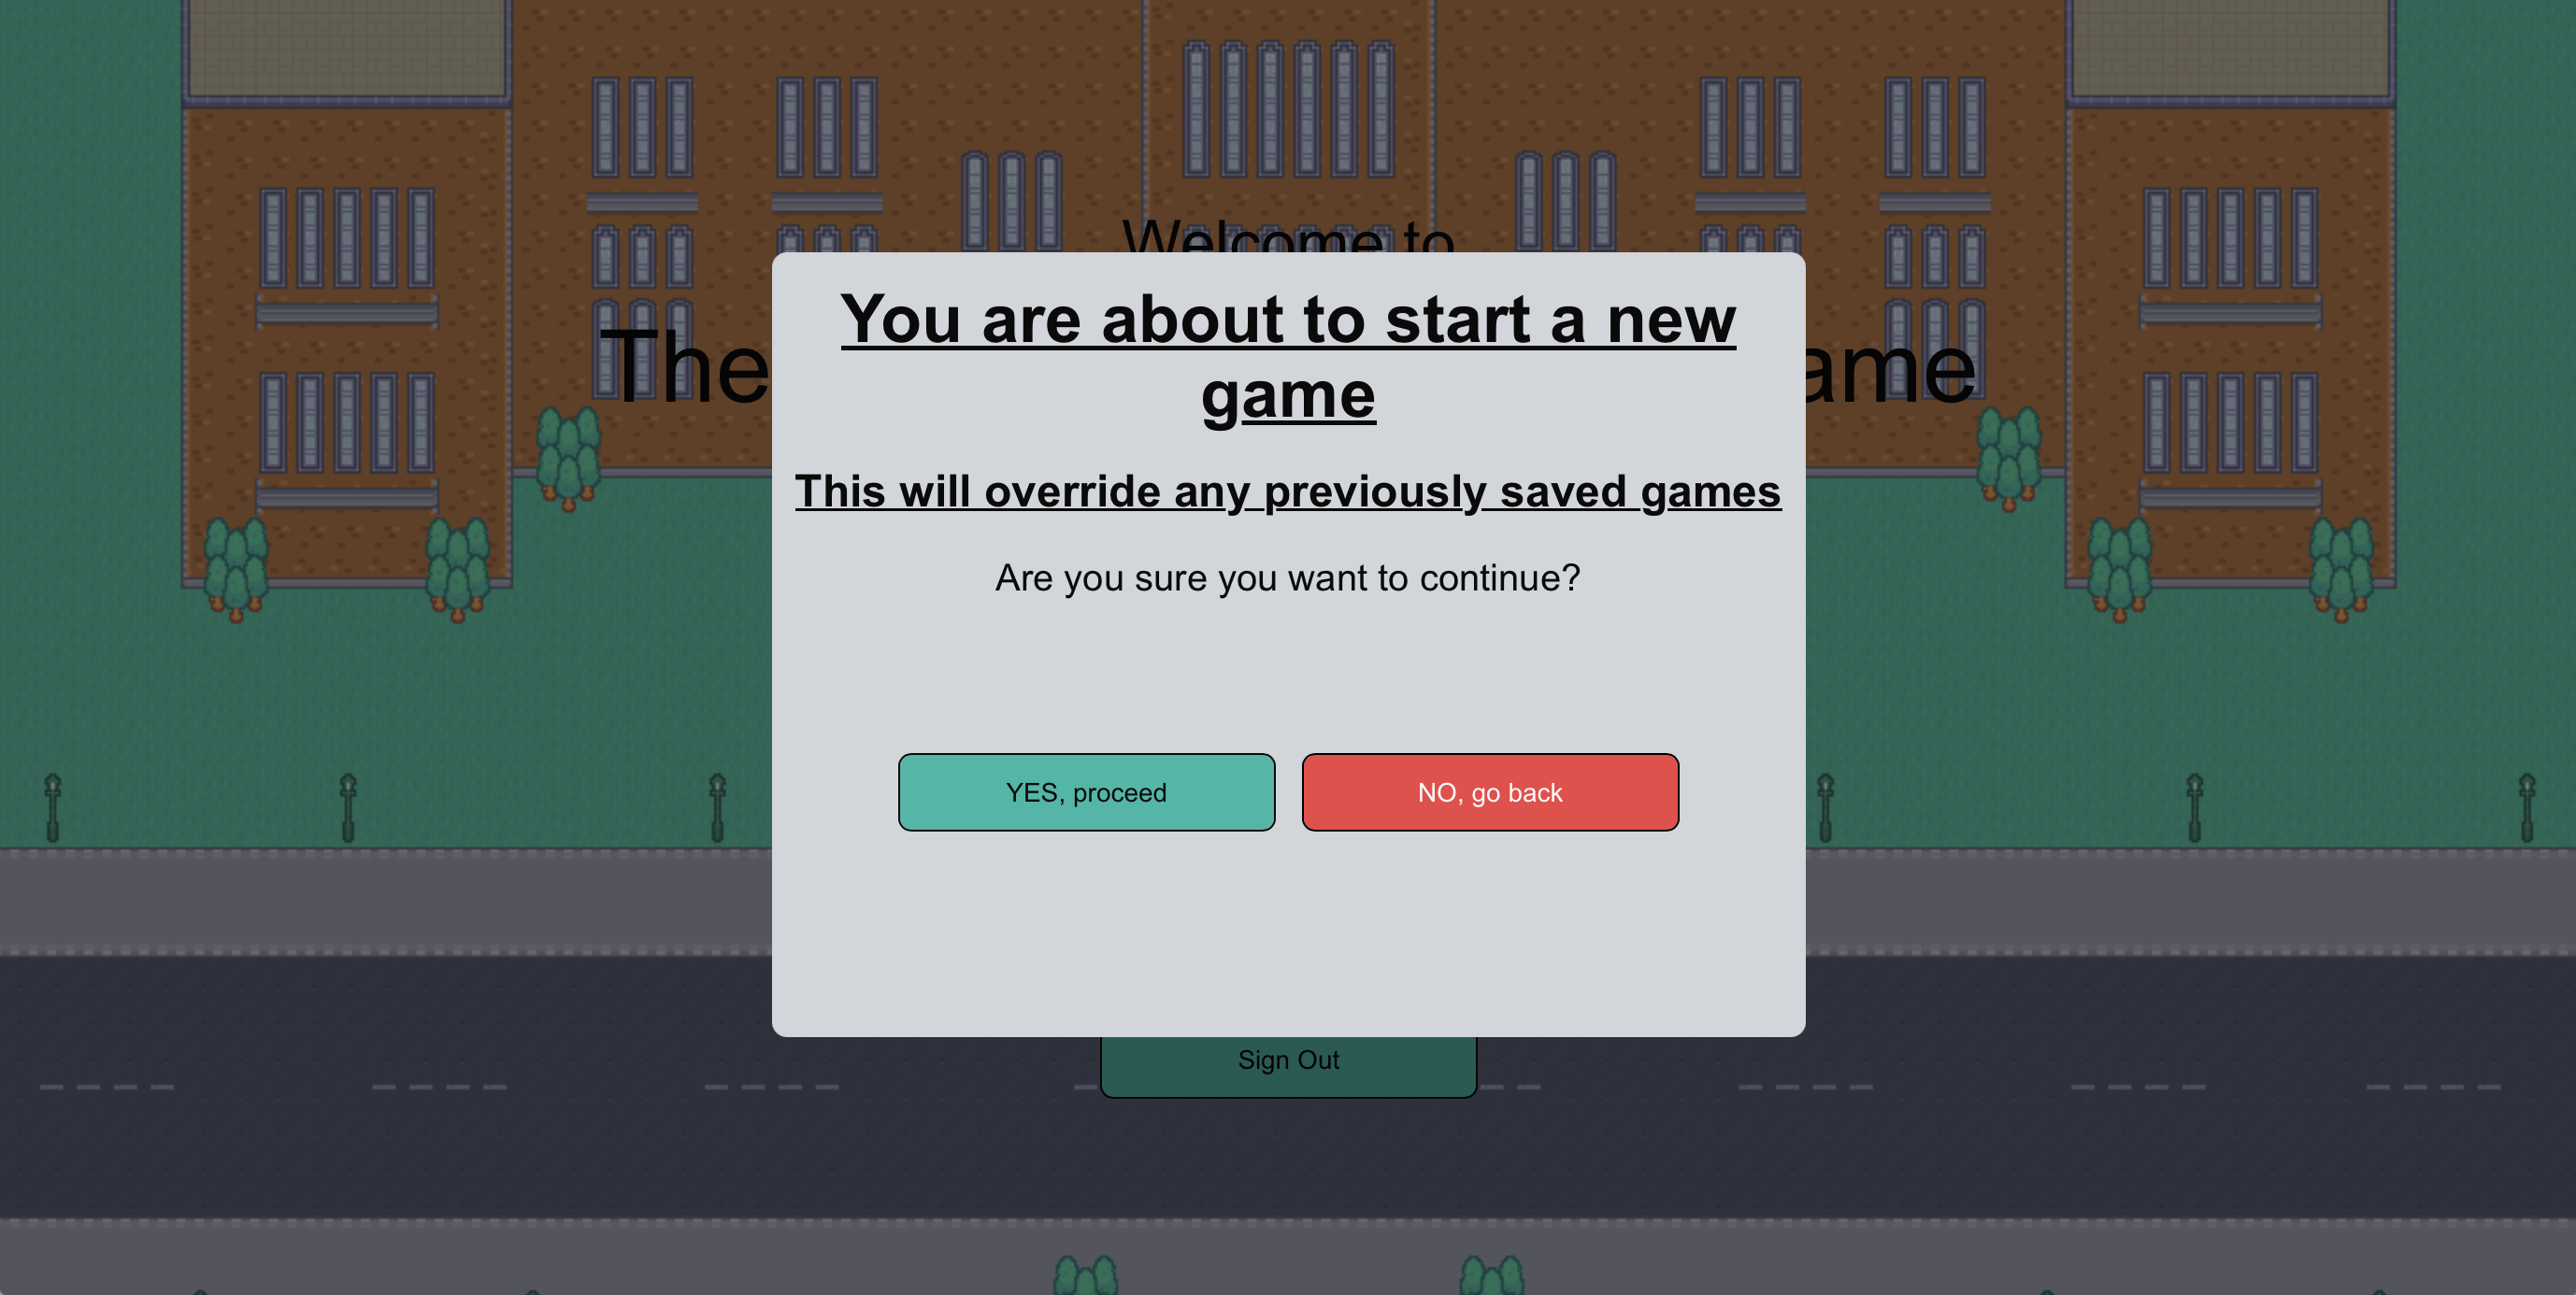 Welcome to
You are about to start a new
game
The
ame
This will override any previously saved games
Are you sure you want to continue?
YES, proceed
NO, go back
Sign Out